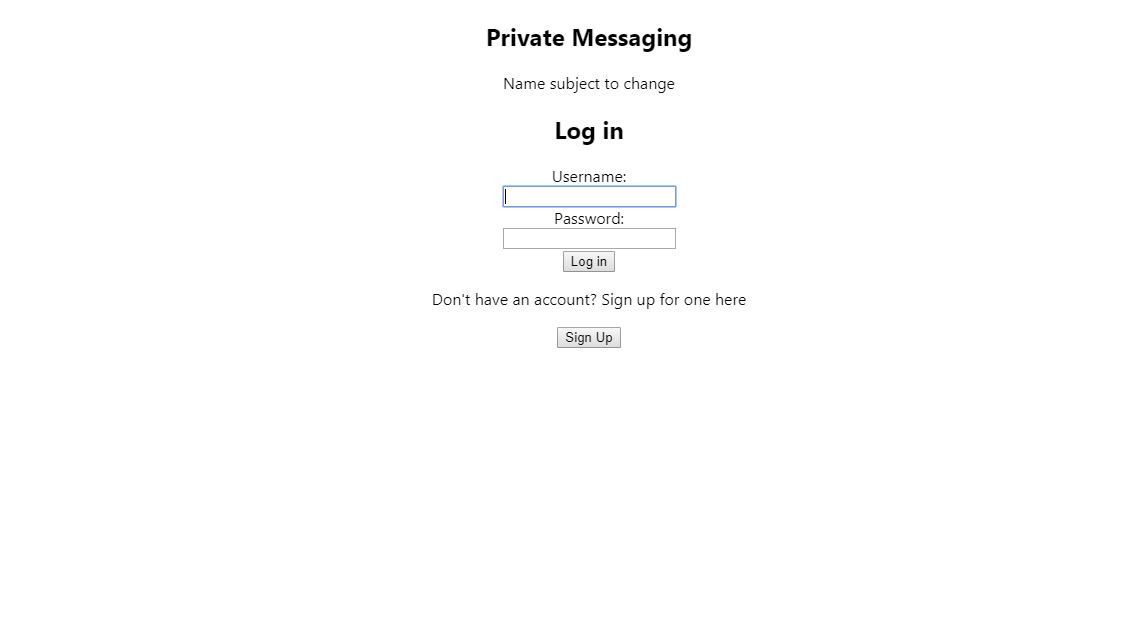 Private Messaging
Name subject to change
Log in
Username:
Password:
Log in
Don't have an account? Sign up for one here
Sign Up